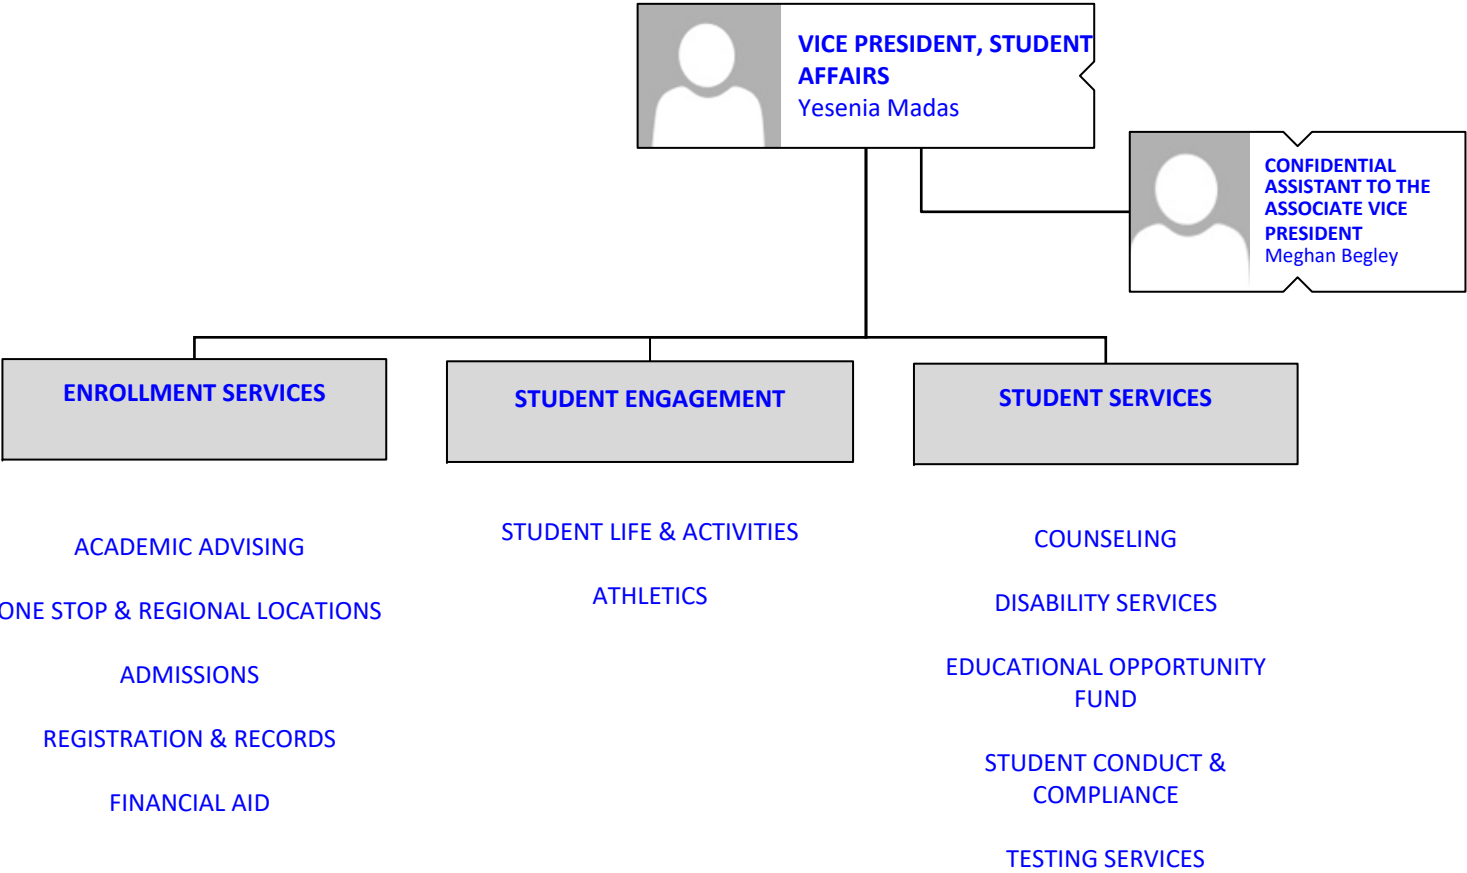 VICE PRESIDENT, STUDENT
AFFAIRS
Yesenia Madas
CONFIDENTIAL
ASSISTANT TO THE
ASSOCIATE VICE
PRESIDENT
Meghan Begley
ENROLLMENT SERVICES
ACADEMIC ADVISING
ONE STOP & REGIONAL LOCATIONS
ADMISSIONS
REGISTRATION & RECORDS
FINANCIAL AID
STUDENT ENGAGEMENT
STUDENT LIFE & ACTIVITIES
ATHLETICS
STUDENT SERVICES
COUNSELING
DISABILITY SERVICES
EDUCATIONAL OPPORTUNITY
FUND
STUDENT CONDUCT &
COMPLIANCE
TESTING SERVICES